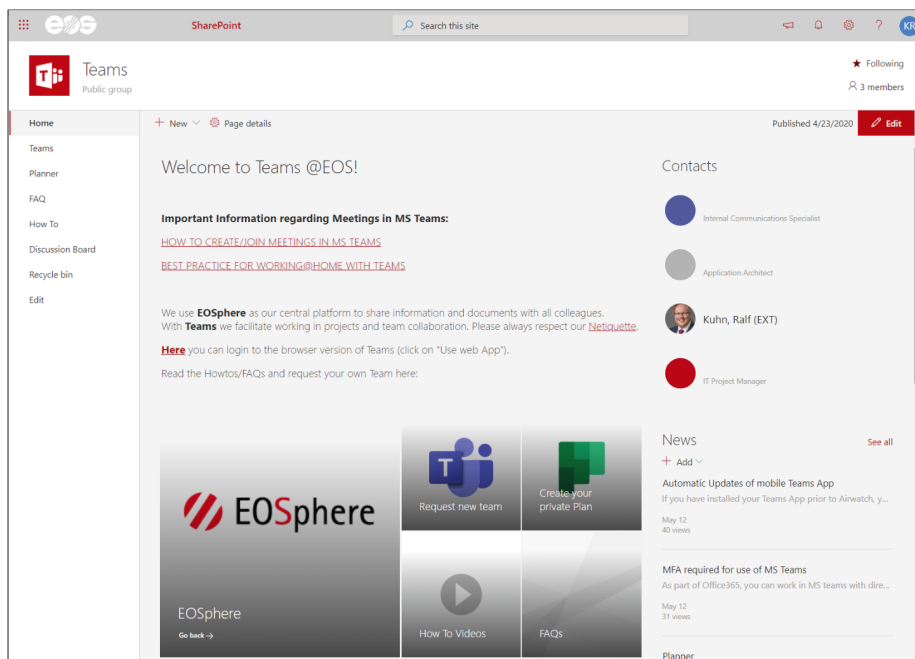 eos
SharePoint
Search this site
?
KR
Teams
Public group
Following
3 members
Home
Teams
Planner
FAQ
How To
Discussion Board
Recycle bin
Edit
New
Page details
Published 4/23/2020
Edit
Welcome to Teams @EOS!
Important Information regarding Meetings in MS Teams:
HOW TO CREATE/JOIN MEETINGS IN MS TEAMS
BEST PRACTICE FOR WORKING@HOME WITH TEAMS
We use EOSphere as our central platform to share information and documents with all colleagues.
With Teams we facilitate working in projects and team collaboration. Please always respect our Netiquette.
Here you can login to the browser version of Teams (click on "Use web App").
Read the Howtos/FAQs and request your own Team here:
EOSphere
EOSphere
Go back →
T
Request new team
Create your
private Plan
How To Videos
FAQs
Contacts
Internal Communications Specialist
Application Architect
Kuhn, Ralf (EXT)
IT Project Manager
News
See all
Add
Automatic Updates of mobile Teams App
If you have installed your Teams App prior to Airwatch, y...
May 12
40 views
MFA required for use of MS Teams
As part of Office365, you can work in MS teams with dire...
May 12
31 views
Planner